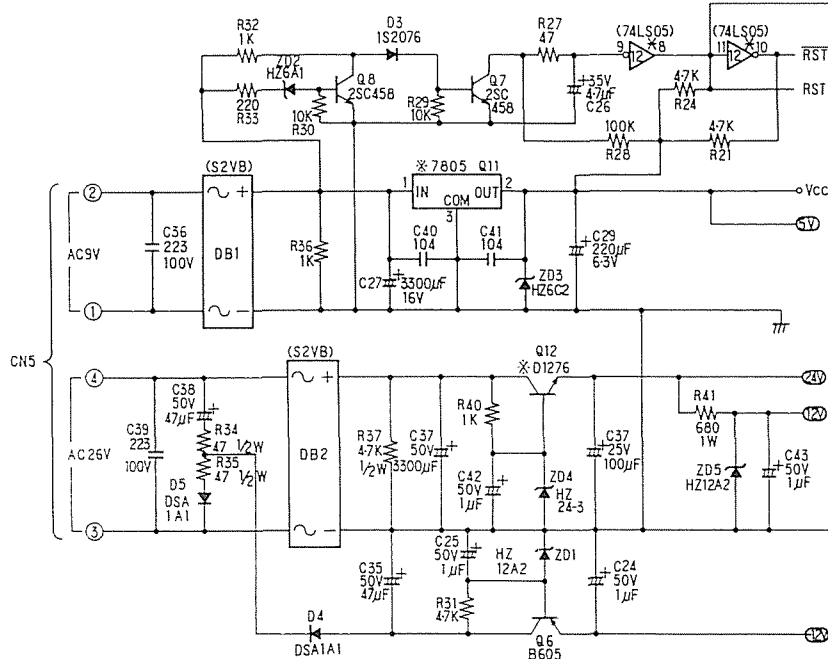 R32
1K
D3
1S2076
R27
47
(74LS05)
9
12
※8
(74LS05)
11
12
※10
RST
ZD2
HZ6A1
Q8
2SC458
220
R33
10K
R30
R29
10K
Q7
2SC
458
+35V
4.7µF
C26
4.7K
R24
RST
100K
R28
4.7K
R21
(S2VB)
※7805
Q11
1
IN
OUT
2
COM
3
Vcc
5V
2
AC9V
1
C36
223
100V
DB1
+
-
R36
1K
C40
104
C41
104
C27
+
3300µF
16V
ZD3
HZ6C2
+
C29
220µF
6.3V
CN5
(S2VB)
Q12
※D1276
24V
4
AC26V
3
C39
223
100V
C38
50V
47µF
+
R34
47
1/2W
R35
47
1/2W
D5
DSA
1A1
DB2
+
-
R37
4.7K
1/2W
C37
50V
3300µF
+
R40
1K
C42
50V
1µF
+
ZD4
HZ
24-3
C37
25V
100µF
+
R41
680
1W
12V
ZD5
HZ12A2
C43
50V
1µF
+
C35
50V
47µF
+
C25
50V
1µF
+
HZ
12A2
ZD1
C24
50V
1µF
+
R31
4.7K
D4
DSA1A1
Q6
B605
-12V